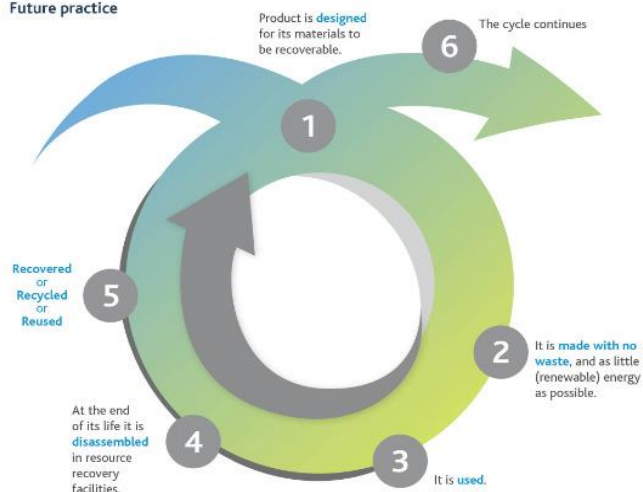 Future practice
Product is designed
for its materials to
be recoverable.
1
6
The cycle continues
2
It is made with no
waste, and as little
(renewable) energy
as possible.
3
It is used.
4
At the end
of its life it is
disassembled
in resource
recovery
facilities.
5
Recovered
or
Recycled
or
Reused